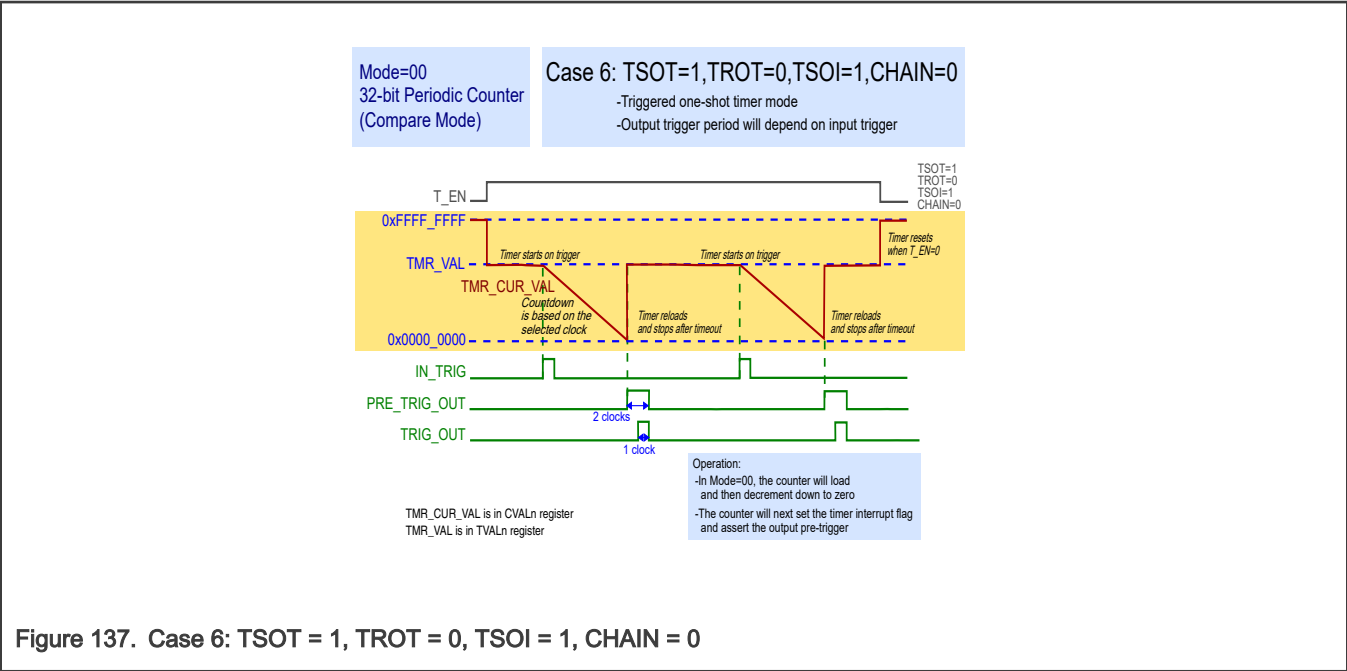 Mode=00
32-bit Periodic Counter
(Compare Mode)
Case 6: TSOT=1,TROT=0,TSOI=1,CHAIN=0
-Triggered one-shot timer mode
-Output trigger period will depend on input trigger
TSOT=1
TROT=0
TSOI=1
CHAIN=0
T_EN
0xFFFF_FFFF
Timer resets
when T_EN=0
Timer starts on trigger
Timer starts on trigger
TMR_VAL
TMR_CUR_VAL
Countdown
is based on the
selected clock
Timer reloads
and stops after timeout
Timer reloads
and stops after timeout
0x0000_0000
IN_TRIG
PRE_TRIG_OUT
2 clocks
TRIG_OUT
1 clock
Operation:
-In Mode=00, the counter will load
and then decrement down to zero
-The counter will next set the timer interrupt flag
and assert the output pre-trigger
TMR_CUR_VAL is in CVALn register
TMR_VAL is in TVALn register
Figure 137. Case 6: TSOT = 1, TROT = 0, TSOI = 1, CHAIN = 0